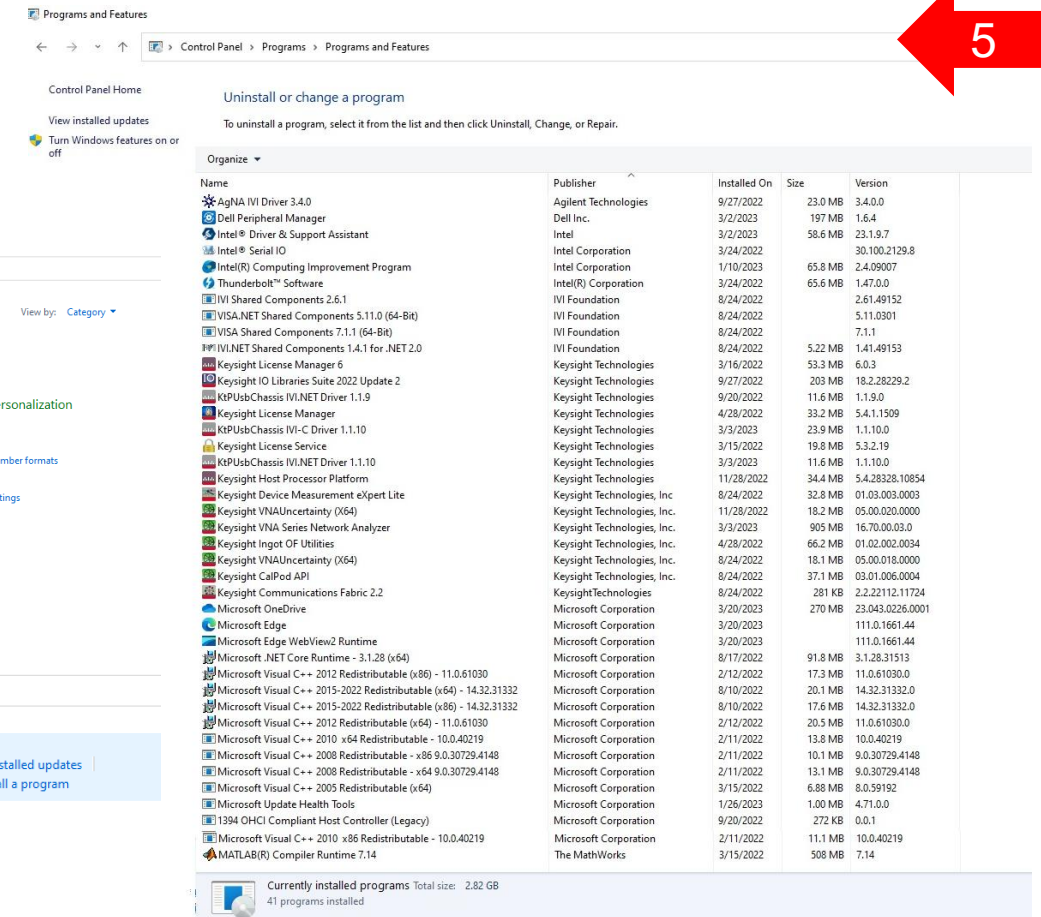 Programs and Features
5
Control Panel > Programs > Programs and Features
Control Panel Home
Uninstall or change a program
View installed updates
To uninstall a program, select it from the list and then click Uninstall, Change, or Repair.
Turn Windows features on or
off
Organize
Name Publisher Installed On Size Version
AgNA IVI Driver 3.4.0 Agilent Technologies 9/27/2022 23.0 MB 3.4.0.0
Dell Peripheral Manager Dell Inc. 3/2/2023 197 MB 1.6.4
Intel® Driver & Support Assistant Intel 3/2/2023 58.6 MB 23.1.9.7
Intel® Serial IO Intel Corporation 3/24/2022 30.100.2129.8
Intel(R) Computing Improvement Program Intel Corporation 1/10/2023 65.8 MB 2.4.09007
Thunderbolt™ Software Intel(R) Corporation 3/24/2022 65.6 MB 1.47.0.0
IVI Shared Components 2.6.1 IVI Foundation 8/24/2022 2.61.49152
View by: Category
VISA.NET Shared Components 5.11.0 (64-Bit) IVI Foundation 8/24/2022 5.11.0301
VISA Shared Components 7.1.1 (64-Bit) IVI Foundation 8/24/2022 7.1.1
IVI.NET Shared Components 1.4.1 for .NET 2.0 IVI Foundation 8/24/2022 5.22 MB 1.41.49153
Keysight License Manager 6 Keysight Technologies 3/16/2022 53.3 MB 6.0.3
Keysight IO Libraries Suite 2022 Update 2 Keysight Technologies 9/27/2022 203 MB 18.2.28229.2
KtPUsbChassis IVI.NET Driver 1.1.9 Keysight Technologies 9/20/2022 11.6 MB 1.1.9.0
ersonalization
Keysight License Manager Keysight Technologies 4/28/2022 33.2 MB 5.4.1.1509
KtPUsbChassis IVI-C Driver 1.1.10 Keysight Technologies 3/3/2023 23.9 MB 1.1.10.0
Keysight License Service Keysight Technologies 3/15/2022 19.8 MB 5.3.2.19
mber formats
KtPUsbChassis IVI.NET Driver 1.1.10 Keysight Technologies 3/3/2023 11.6 MB 1.1.10.0
Keysight Host Processor Platform Keysight Technologies 11/28/2022 34.4 MB 5.4.28328.10854
tings
Keysight Device Measurement eXpert Lite Keysight Technologies, Inc 8/24/2022 32.8 MB 01.03.003.0003
Keysight VNAUncertainty (X64) Keysight Technologies, Inc. 11/28/2022 18.2 MB 05.00.020.0000
Keysight VNA Series Network Analyzer Keysight Technologies, Inc. 3/3/2023 905 MB 16.70.00.03.0
Keysight Ingot OF Utilities Keysight Technologies, Inc. 4/28/2022 66.2 MB 01.02.002.0034
Keysight VNAUncertainty (X64) Keysight Technologies, Inc. 8/24/2022 18.1 MB 05.00.018.0000
Keysight CalPod API Keysight Technologies, Inc. 8/24/2022 37.1 MB 03.01.006.0004
Keysight Communications Fabric 2.2 KeysightTechnologies 8/24/2022 281 KB 2.2.22112.11724
Microsoft OneDrive Microsoft Corporation 3/20/2023 270 MB 23.043.0226.0001
Microsoft Edge Microsoft Corporation 3/20/2023 111.0.1661.44
Microsoft Edge WebView2 Runtime Microsoft Corporation 3/20/2023 111.0.1661.44
Microsoft .NET Core Runtime - 3.1.28 (x64) Microsoft Corporation 8/17/2022 91.8 MB 3.1.28.31513
Microsoft Visual C++ 2012 Redistributable (x86) - 11.0.61030 Microsoft Corporation 2/12/2022 17.3 MB 11.0.61030.0
Microsoft Visual C++ 2015-2022 Redistributable (x64) - 14.32.31332 Microsoft Corporation 8/10/2022 20.1 MB 14.32.31332.0
Microsoft Visual C++ 2015-2022 Redistributable (x86) - 14.32.31332 Microsoft Corporation 8/10/2022 17.6 MB 14.32.31332.0
Microsoft Visual C++ 2012 Redistributable (x64) - 11.0.61030 Microsoft Corporation 2/12/2022 20.5 MB 11.0.61030.0
Microsoft Visual C++ 2010 x64 Redistributable - 10.0.40219 Microsoft Corporation 2/11/2022 13.8 MB 10.0.40219
Microsoft Visual C++ 2008 Redistributable - x86 9.0.30729.4148 Microsoft Corporation 2/11/2022 10.1 MB 9.0.30729.4148
stalled updates
Microsoft Visual C++ 2008 Redistributable - x64 9.0.30729.4148 Microsoft Corporation 2/11/2022 13.1 MB 9.0.30729.4148
ll a program
Microsoft Visual C++ 2005 Redistributable (x64) Microsoft Corporation 3/15/2022 6.88 MB 8.0.59192
Microsoft Update Health Tools Microsoft Corporation 1/26/2023 1.00 MB 4.71.0.0
1394 OHCI Compliant Host Controller (Legacy) Microsoft Corporation 9/20/2022 272 KB 0.0.1
Microsoft Visual C++ 2010 x86 Redistributable - 10.0.40219 Microsoft Corporation 2/11/2022 11.1 MB 10.0.40219
MATLAB(R) Compiler Runtime 7.14 The MathWorks 3/15/2022 508 MB 7.14
Currently installed programs Total size: 2.82 GB
41 programs installed